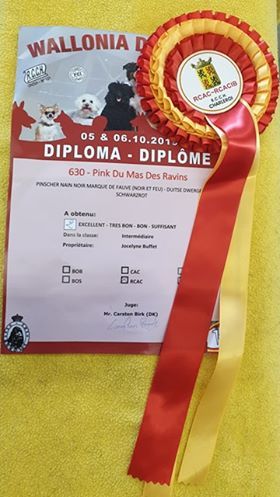 WALLONIA D
RCAC-RCACIB
S.C.C.H.
CHARLEROI
FCI
05 & 06.10.201
DIPLOMA - DIPLÔME
630 - Pink Du Mas Des Ravins
PINSCHER NAIN NOIR MARQUE DE FAUVE (NOIR ET FEU) - DUITSE DWERG
SCHWARZROT
A obtenu:
EXCELLENT - TRES BON - BON - SUFFISANT
Dans la classe: Intermédiaire
Propriétaire: Jocelyne Buffet
BOB CAC
BOS RCAC
Juge:
Mr. Carsten Birk (DK)